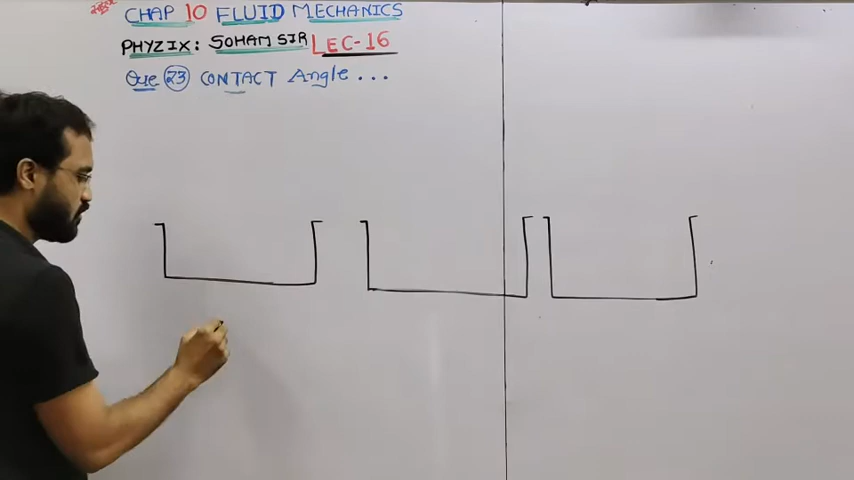 CHAP 10 FLUID MECHANICS
PHYZIX: SOHAM SIR LEC-16
Que 23 CONTACT Angle ...